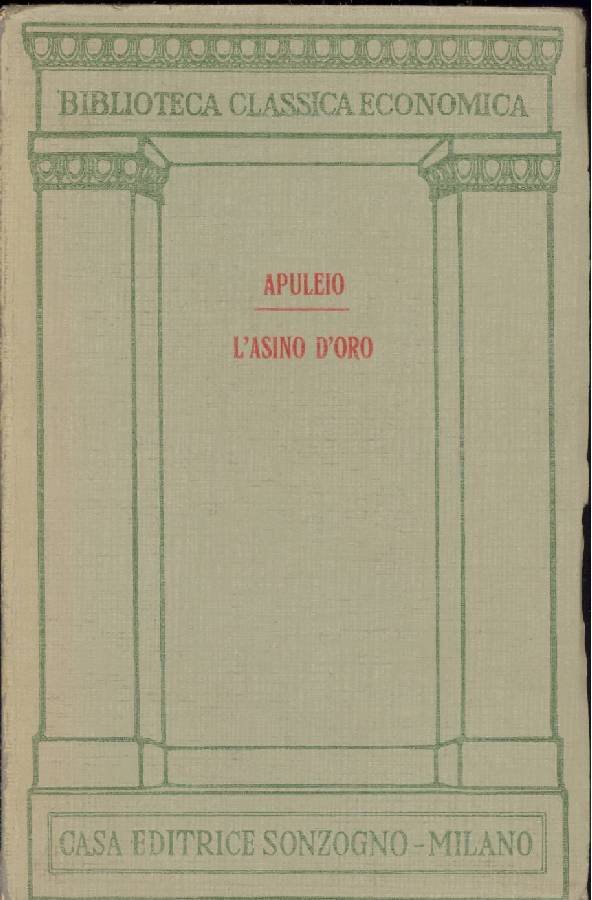 BIBLIOTECA CLASSICA ECONOMICA
APULEIO
L'ASINO D'ORO
CASA EDITRICE SONZOGNO - MILANO